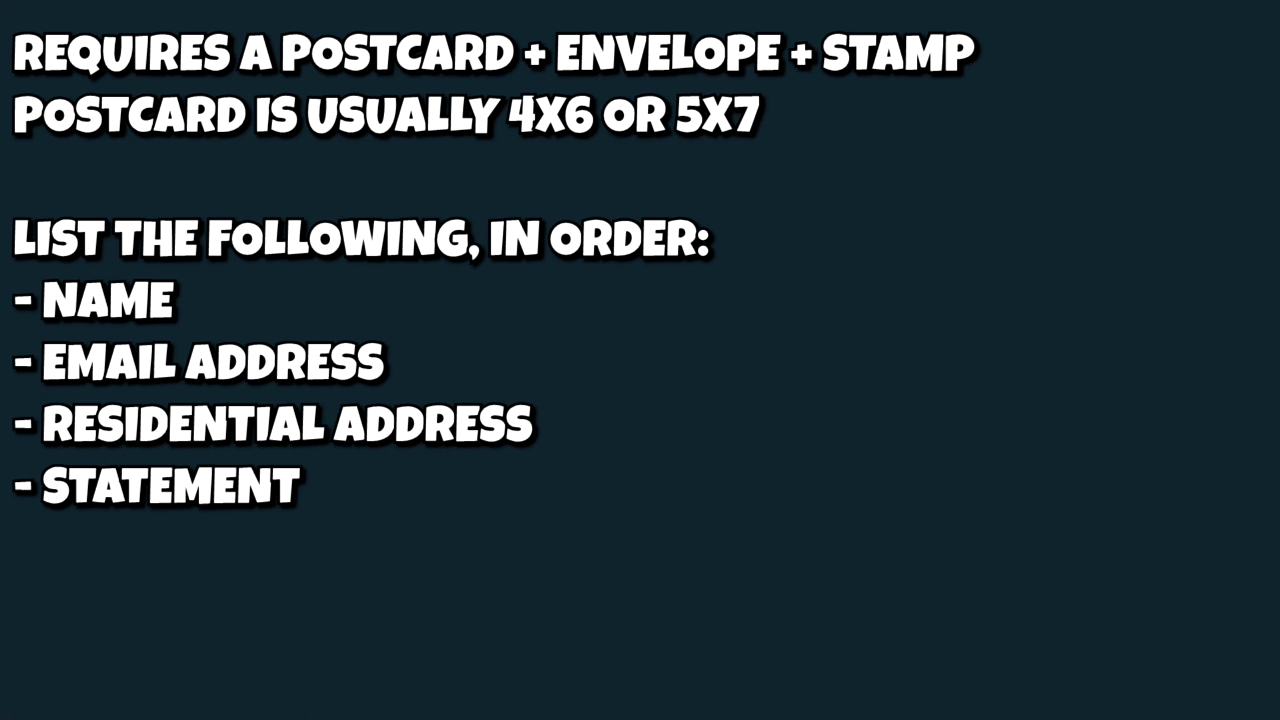 REQUIRES A POSTCARD + ENVELOPE + STAMP
POSTCARD IS USUALLY 4X6 OR 5X7
LIST THE FOLLOWING, IN ORDER:
- NAME
- EMAIL ADDRESS
- RESIDENTIAL ADDRESS
- STATEMENT